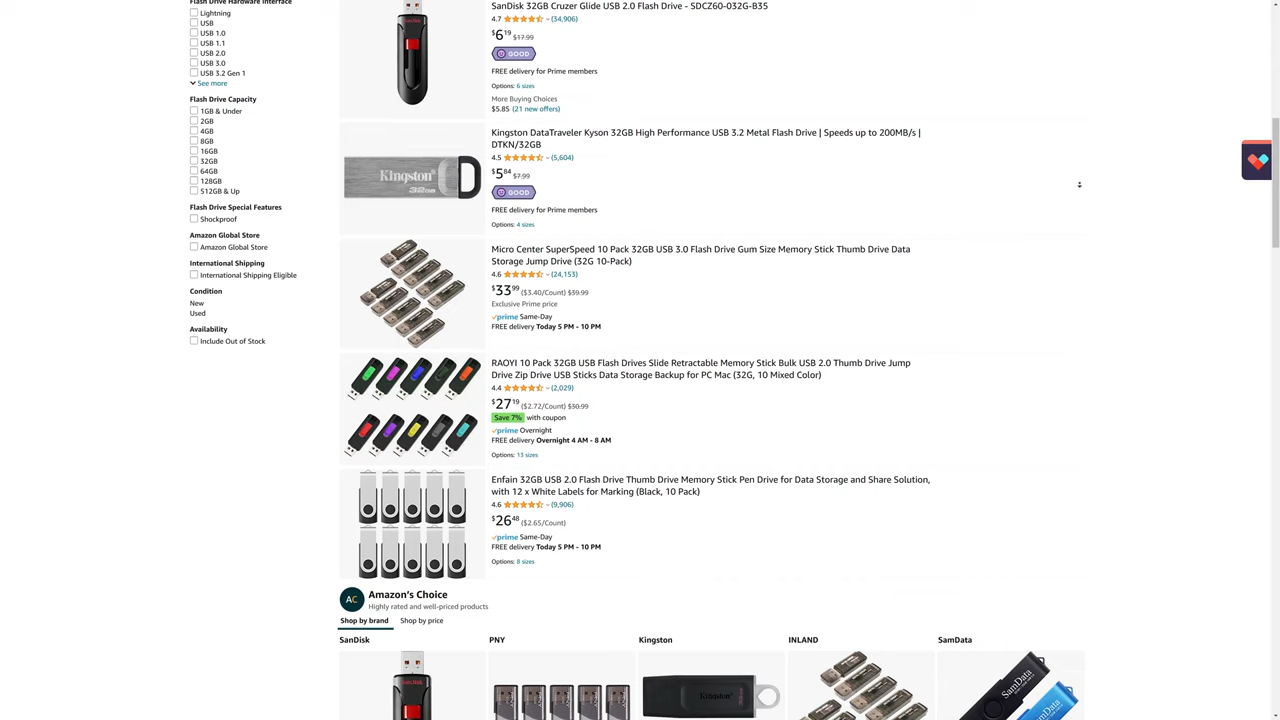 Flash Drive Hardware Interface
Lightning
USB
USB 1.0
USB 1.1
USB 2.0
USB 3.0
USB 3.2 Gen 1
See more
Flash Drive Capacity
1GB & Under
2GB
4GB
8GB
16GB
32GB
64GB
128GB
512GB & Up
Flash Drive Special Features
Shockproof
Amazon Global Store
Amazon Global Store
International Shipping
International Shipping Eligible
Condition
New
Used
Availability
Include Out of Stock
SanDisk 32GB Cruzer Glide USB 2.0 Flash Drive - SDCZ60-032G-B35
4.7 (34,906)
$6.19 $17.99
GOOD
FREE delivery for Prime members
Options: 6 sizes
More Buying Choices
$5.85 (21 new offers)
Kingston
32GB
Kingston DataTraveler Kyson 32GB High Performance USB 3.2 Metal Flash Drive | Speeds up to 200MB/s |
DTKN/32GB
4.5 (5,604)
$5.84 $7.99
GOOD
FREE delivery for Prime members
Options: 4 sizes
Micro Center SuperSpeed 10 Pack 32GB USB 3.0 Flash Drive Gum Size Memory Stick Thumb Drive Data
Storage Jump Drive (32G 10-Pack)
4.6 (24,153)
$33.99 ($3.40/Count) $39.99
Exclusive Prime price
prime Same-Day
FREE delivery Today 5 PM - 10 PM
RAOYI 10 Pack 32GB USB Flash Drives Slide Retractable Memory Stick Bulk USB 2.0 Thumb Drive Jump
Drive Zip Drive USB Sticks Data Storage Backup for PC Mac (32G, 10 Mixed Color)
4.4 (2,029)
$27.19 ($2.72/Count) $30.99
Save 7% with coupon
prime Overnight
FREE delivery Overnight 4 AM - 8 AM
Options: 13 sizes
Enfain 32GB USB 2.0 Flash Drive Thumb Drive Memory Stick Pen Drive for Data Storage and Share Solution,
with 12 x White Labels for Marking (Black, 10 Pack)
4.6 (9,906)
$26.48 ($2.65/Count)
prime Same-Day
FREE delivery Today 5 PM - 10 PM
Options: 8 sizes
AC Amazon's Choice
Highly rated and well-priced products
Shop by brand Shop by price
SanDisk PNY Kingston INLAND SamData
SanDisk
Kingston
SamData
SamData